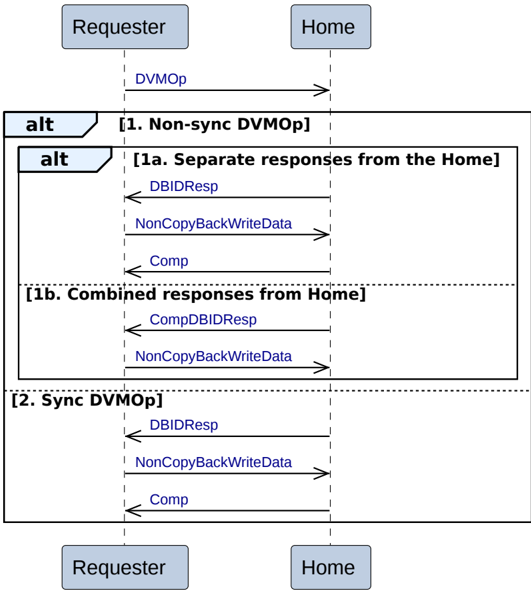 Requester Home
DVMOp
alt [1. Non-sync DVMOp]
alt [1a. Separate responses from the Home]
DBIDResp
NonCopyBackWriteData
Comp
[1b. Combined responses from Home]
CompDBIDResp
NonCopyBackWriteData
[2. Sync DVMOp]
DBIDResp
NonCopyBackWriteData
Comp
Requester Home